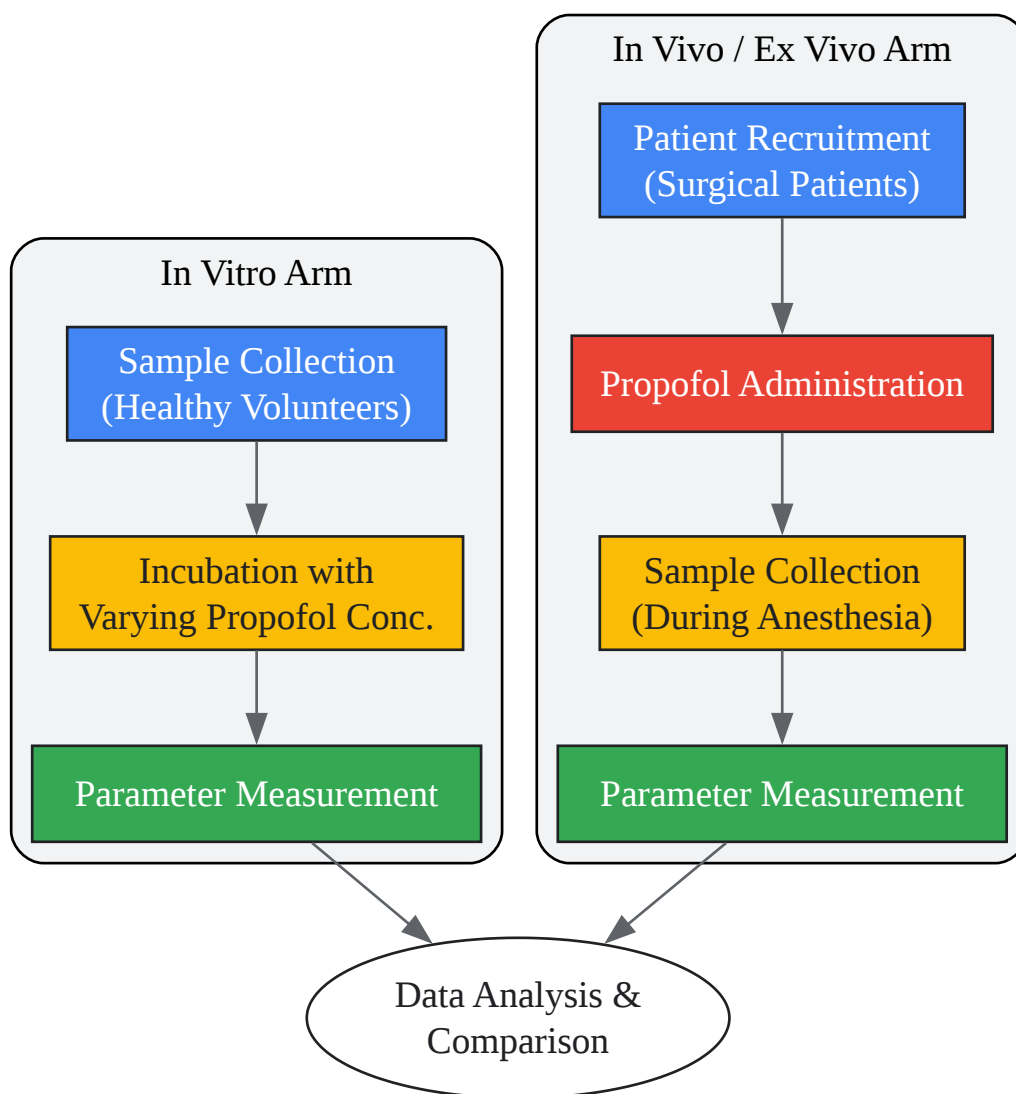 In Vitro Arm
Sample Collection
(Healthy Volunteers)
Incubation with
Varying Propofol Conc.
Parameter Measurement
In Vivo / Ex Vivo Arm
Patient Recruitment
(Surgical Patients)
Propofol Administration
Sample Collection
(During Anesthesia)
Parameter Measurement
Data Analysis &
Comparison